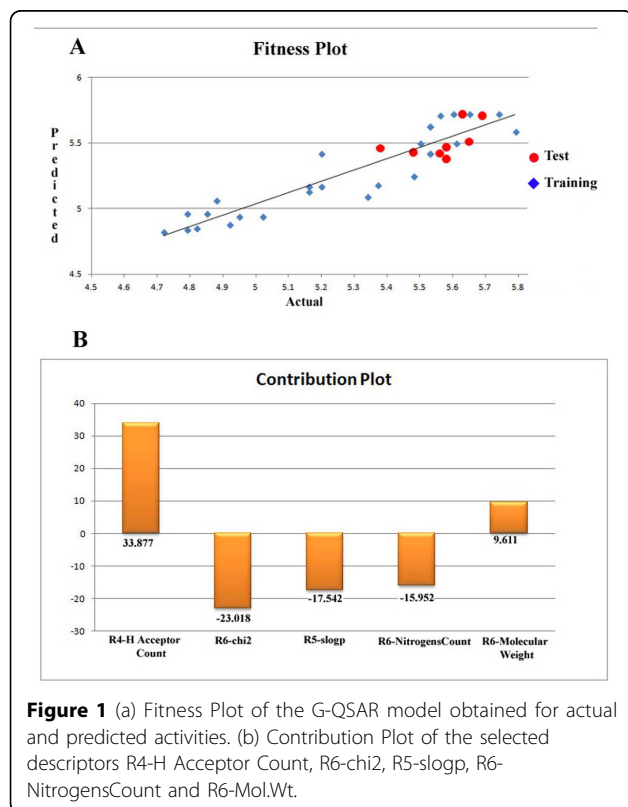 A
Fitness Plot
Predicted
6
5.5
5
4.5
4.5 4.6 4.7 4.8 4.9 5 5.1 5.2 5.3 5.4 5.5 5.6 5.7 5.8
Actual
Test
Training
B
Contribution Plot
40
30
20
10
0
-10
-20
-30
33.877
-23.018
-17.542
-15.952
9.611
R4-H Acceptor
Count
R6-chi2
R5-slogp
R6-NitrogensCount
R6-Molecular
Weight
Figure 1 (a) Fitness Plot of the G-QSAR model obtained for actual
and predicted activities. (b) Contribution Plot of the selected
descriptors R4-H Acceptor Count, R6-chi2, R5-slogp, R6-
NitrogensCount and R6-Mol.Wt.